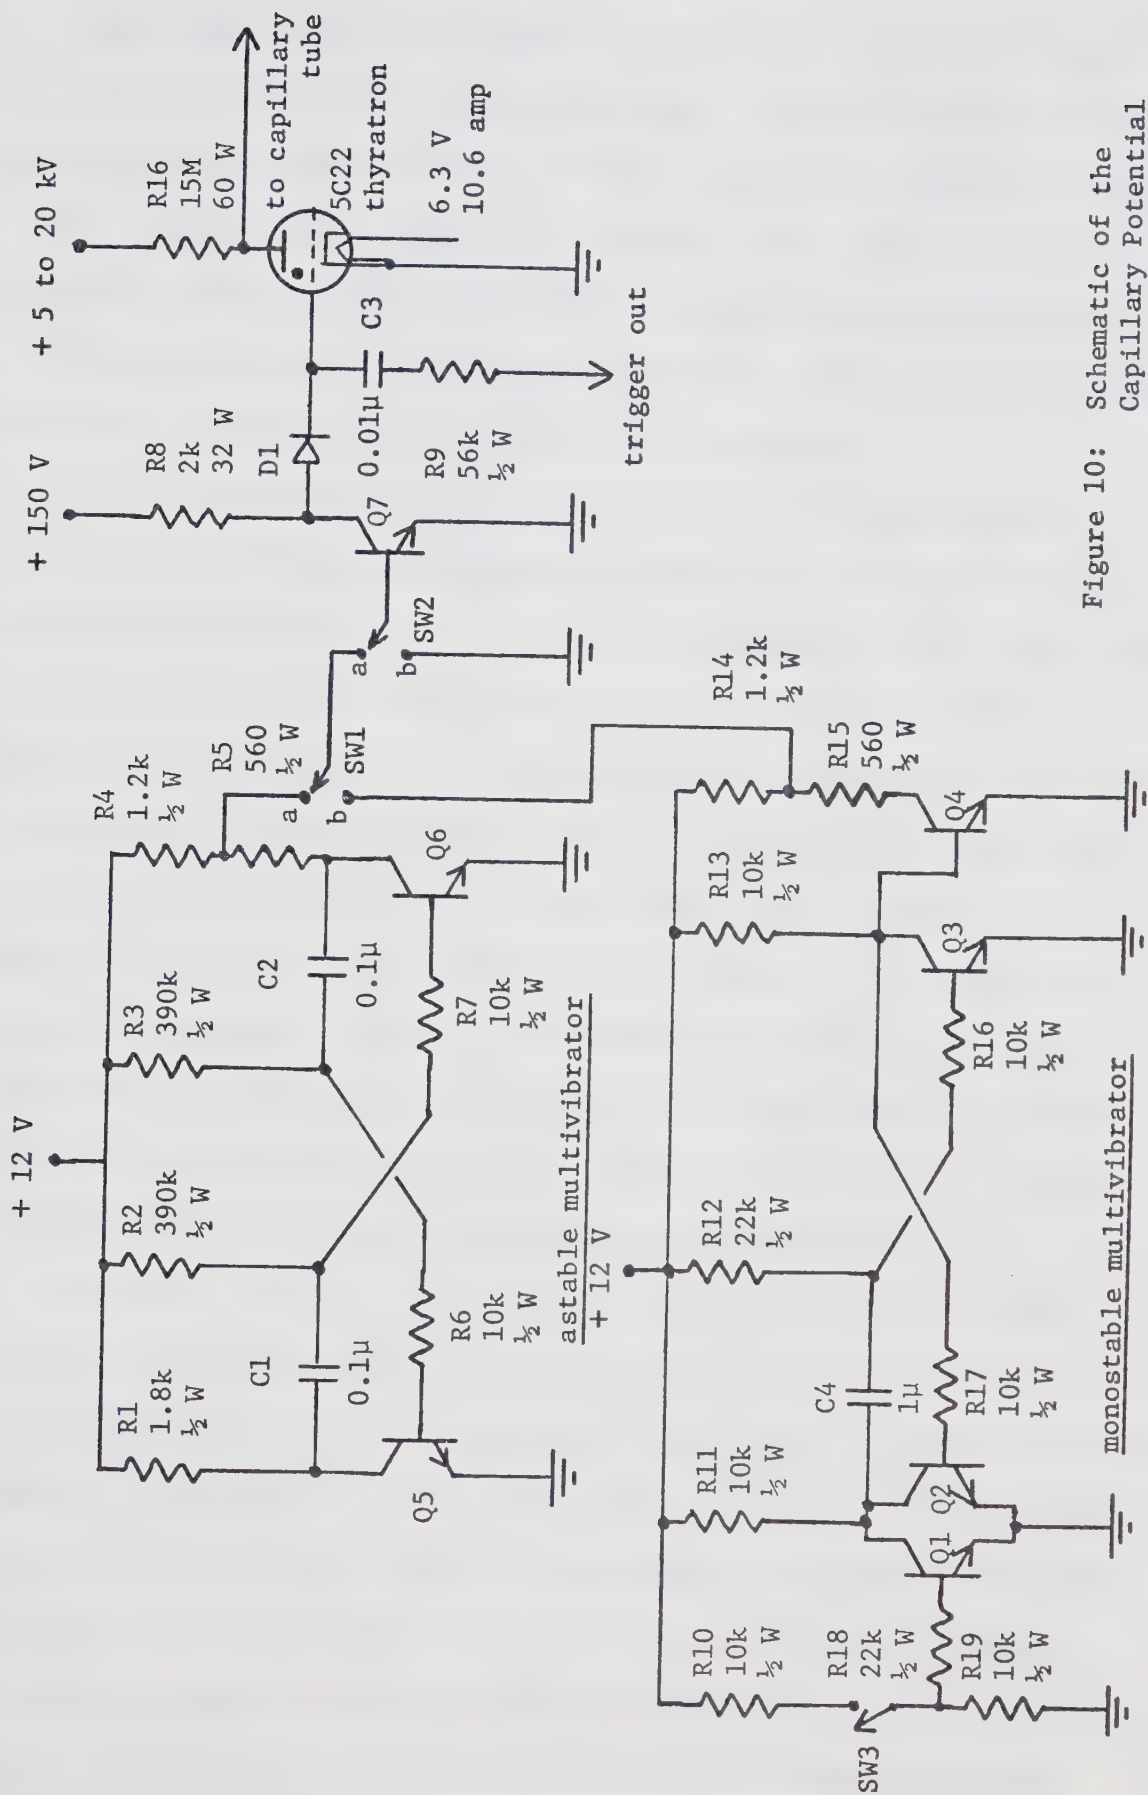 + 12 V
R1
1.8k
½ W
R2
390k
½ W
R3
390k
½ W
R4
1.2k
½ W
R5
560
½ W
C1
0.1µ
C2
0.1µ
Q5
R6
10k
½ W
R7
10k
½ W
Q6
astable multivibrator
a
b
SW1
a
b
SW2
+ 150 V
R8
2k
32 W
D1
Q7
0.01µ
C3
R9
56k
½ W
trigger out
+ 5 to 20 kV
R16
15M
60 W
to capillary
tube
5C22
thyratron
6.3 V
10.6 amp
+ 12 V
R10
10k
½ W
R11
10k
½ W
R12
22k
½ W
R13
10k
½ W
R14
1.2k
½ W
R15
560
½ W
SW3
R18
22k
½ W
R19
10k
½ W
Q1
Q2
C4
1µ
R17
10k
½ W
R16
10k
½ W
Q3
Q4
monostable multivibrator
Figure 10: Schematic of the
Capillary Potential